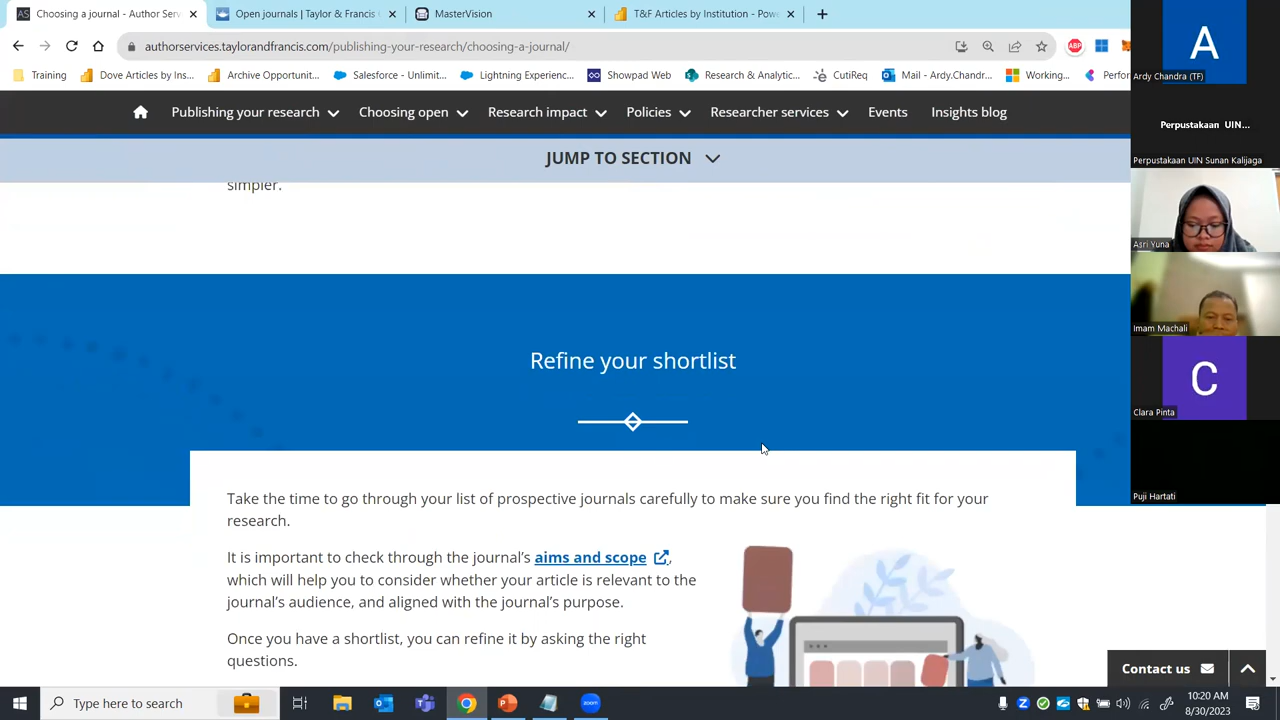 Choosing a journal - Author Serv
Open journals | Taylor & Francis
MasterVision
T&F Articles by Institution - Powe
authorservices.taylorandfrancis.com/publishing-your-research/choosing-a-journal/
Training
Dove Articles by Ins...
Archive Opportunit...
Salesforce - Unlimit...
Lightning Experienc...
Showpad Web
Research & Analytic...
CutiReq
Mail - Ardy.Chandr...
Working...
Perfor
ABP
Publishing your research
Choosing open
Research impact
Policies
Researcher services
Events
Insights blog
JUMP TO SECTION
simpler.
Refine your shortlist
Take the time to go through your list of prospective journals carefully to make sure you find the right fit for your
research.
It is important to check through the journal's aims and scope ,
which will help you to consider whether your article is relevant to the
journal's audience, and aligned with the journal's purpose.
Once you have a shortlist, you can refine it by asking the right
questions.
Contact us
A
Ardy Chandra (TF)
Perpustakaan UIN...
Perpustakaan UIN Sunan Kalijaga
Asri Yuna
Imam Machali
C
Clara Pinta
Puji Hartati
Type here to search
zoom
10:20 AM
8/30/2023